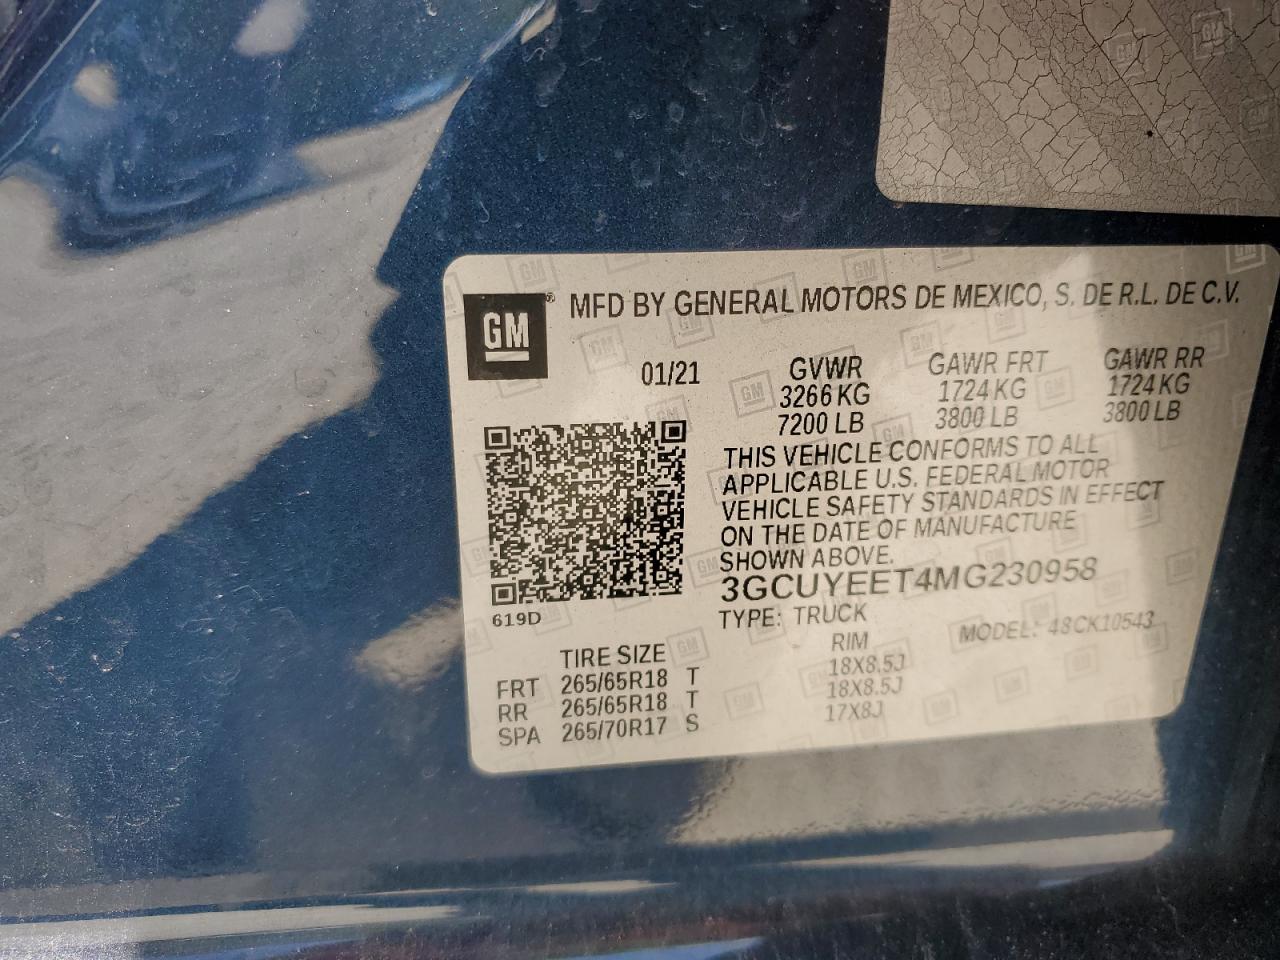 GM
® MFD BY GENERAL MOTORS DE MEXICO, S. DE R.L. DE C.V.
01/21
GVWR GAWR FRT GAWR RR
3266 KG 1724 KG 1724 KG
7200 LB 3800 LB 3800 LB
THIS VEHICLE CONFORMS TO ALL
APPLICABLE U.S. FEDERAL MOTOR
VEHICLE SAFETY STANDARDS IN EFFECT
ON THE DATE OF MANUFACTURE
SHOWN ABOVE.
3GCUYEET4MG230958
619D
TYPE: TRUCK MODEL: 48CK10543
TIRE SIZE RIM
FRT 265/65R18 T 18X8.5J
RR 265/65R18 T 18X8.5J
SPA 265/70R17 S 17X8J